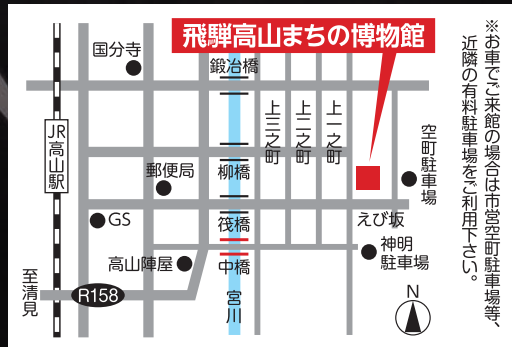 飛騨高山まちの博物館
※お車でご来館の場合は市営空町駐車場等、
近隣の有料駐車場をご利用下さい。
国分寺
鍛冶橋
上三之町
上二之町
上一之町
JR高山駅
空町駐車場
郵便局
柳橋
GS
筏橋
えび坂
高山陣屋
中橋
神明
駐車場
至清見
R158
宮川
N